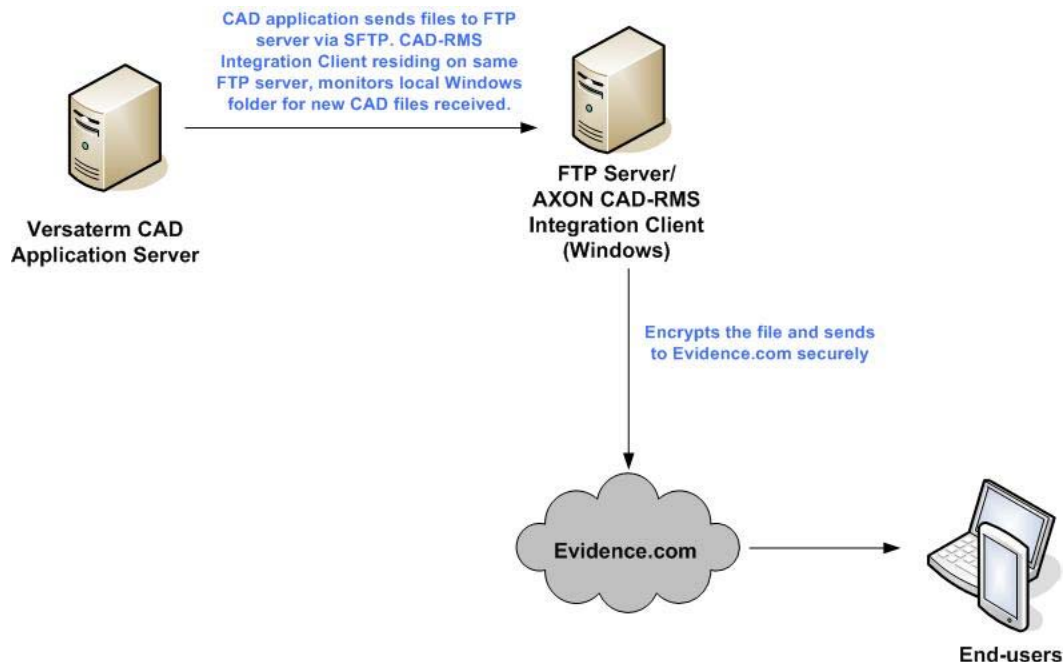 CAD application sends files to FTP
server via SFTP. CAD-RMS
Integration Client residing on same
FTP server, monitors local Windows
folder for new CAD files received.
Versaterm CAD
Application Server
FTP Server/
AXON CAD-RMS
Integration Client
(Windows)
Encrypts the file and sends
to Evidence.com securely
Evidence.com
End-users